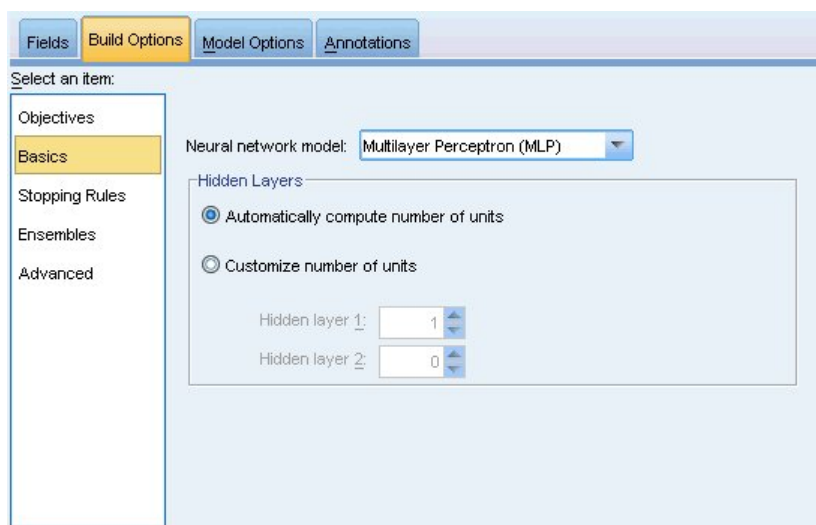 Fields Build Options Model Options Annotations
Select an item:
Objectives
Basics
Stopping Rules
Ensembles
Advanced
Neural network model: Multilayer Perceptron (MLP)
Hidden Layers
Automatically compute number of units
Customize number of units
Hidden layer 1: 1
Hidden layer 2: 0